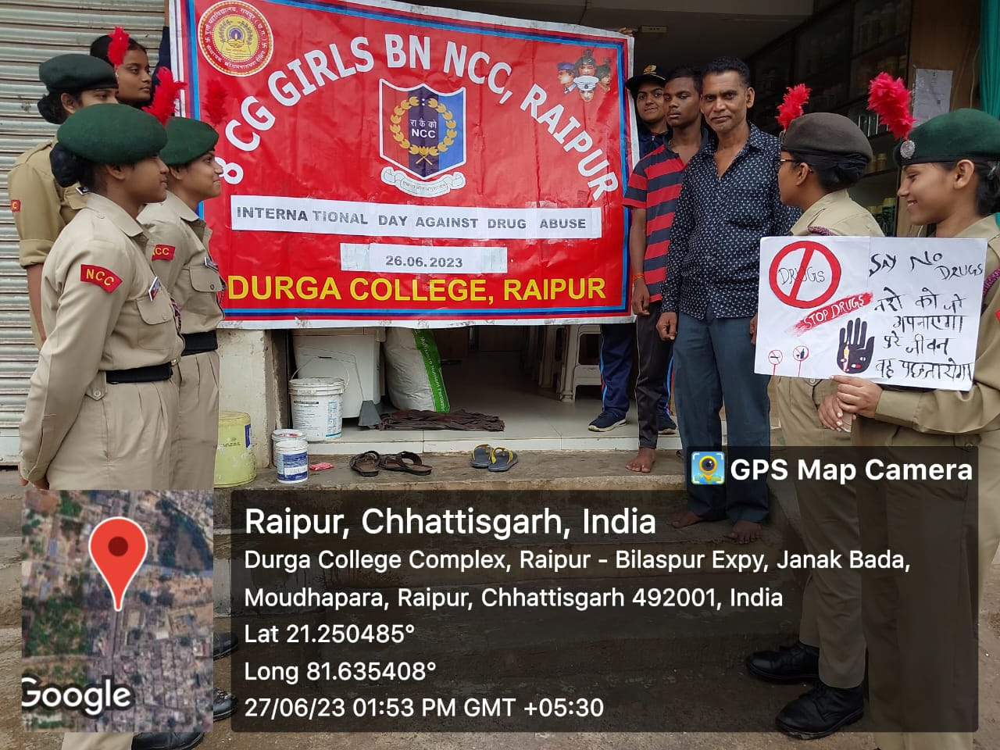 8 CG GIRLS BN NCC, RAIPUR
रा कै को
NCC
INTERNATIONAL DAY AGAINST DRUG ABUSE
26.06.2023
DURGA COLLEGE, RAIPUR
NCC
NCC
DRUGS
STOP DRUGS
SAY NO
DRUGS
नशे को जो
अपनाएगा
पूरे जीवन
वह पछतायेगा
GPS Map Camera
Raipur, Chhattisgarh, India
Durga College Complex, Raipur - Bilaspur Expy, Janak Bada,
Moudhapara, Raipur, Chhattisgarh 492001, India
Lat 21.250485°
Long 81.635408°
27/06/23 01:53 PM GMT +05:30
Google